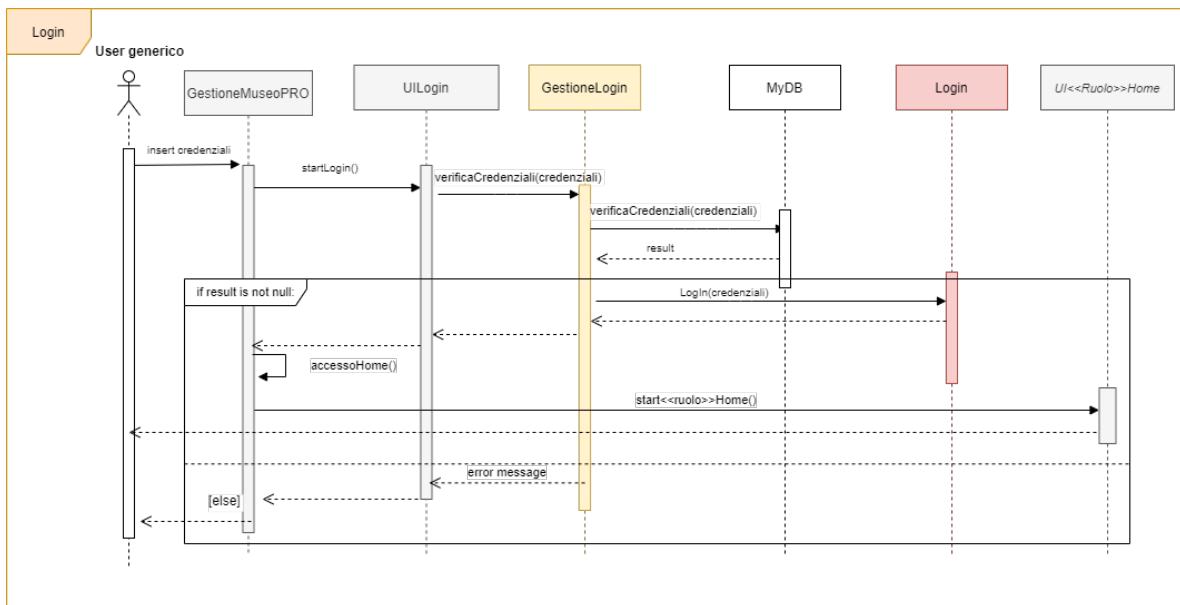 Login
User generico
GestioneMuseoPRO
UILogin
GestioneLogin
MyDB
Login
UI<<Ruolo>>Home
insert credenziali
startLogin()
verificaCredenziali(credenziali)
verificaCredenziali(credenziali)
result
if result is not null:
LogIn(credenziali)
accessoHome()
start<<ruolo>>Home()
error message
[else]